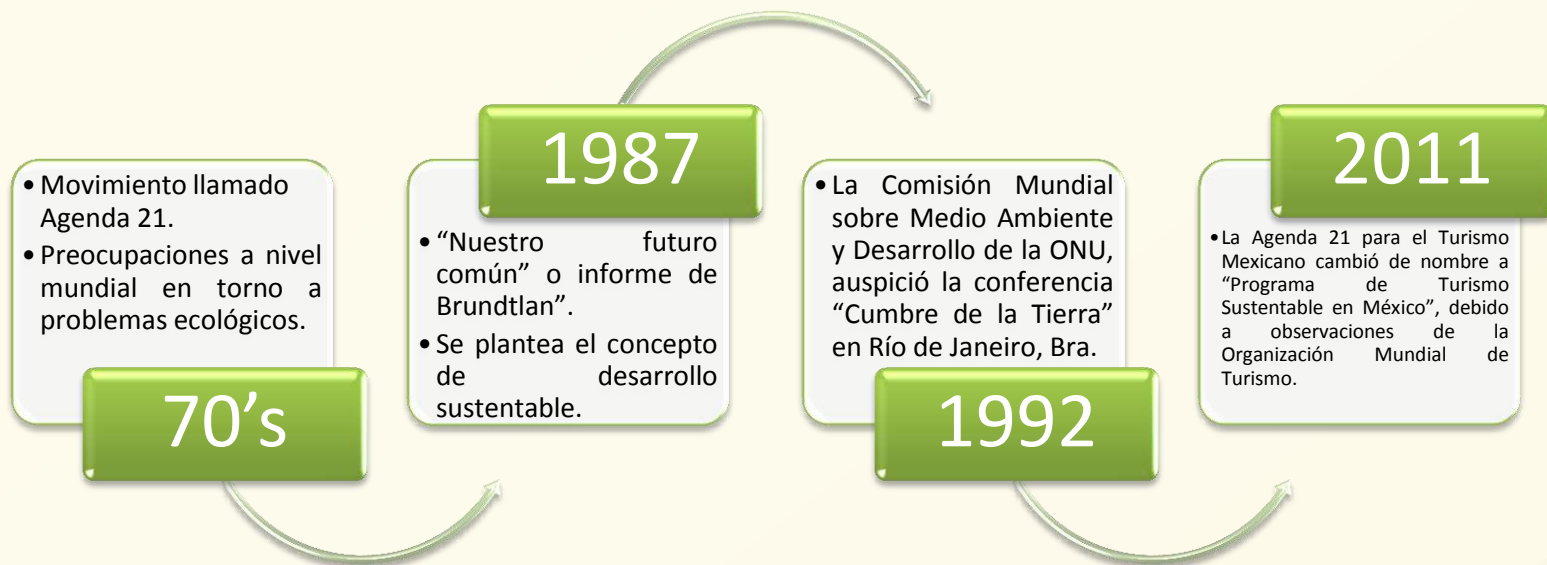 • Movimiento llamado
Agenda 21.
• Preocupaciones a nivel
mundial en torno a
problemas ecológicos.
70’s
1987
• “Nuestro futuro
común” o informe de
Brundtlan”.
• Se plantea el concepto
de desarrollo
sustentable.
• La Comisión Mundial
sobre Medio Ambiente
y Desarrollo de la ONU,
auspició la conferencia
“Cumbre de la Tierra”
en Río de Janeiro, Bra.
1992
2011
• La Agenda 21 para el Turismo
Mexicano cambió de nombre a
“Programa de Turismo
Sustentable en México”, debido
a observaciones de la
Organización Mundial de
Turismo.